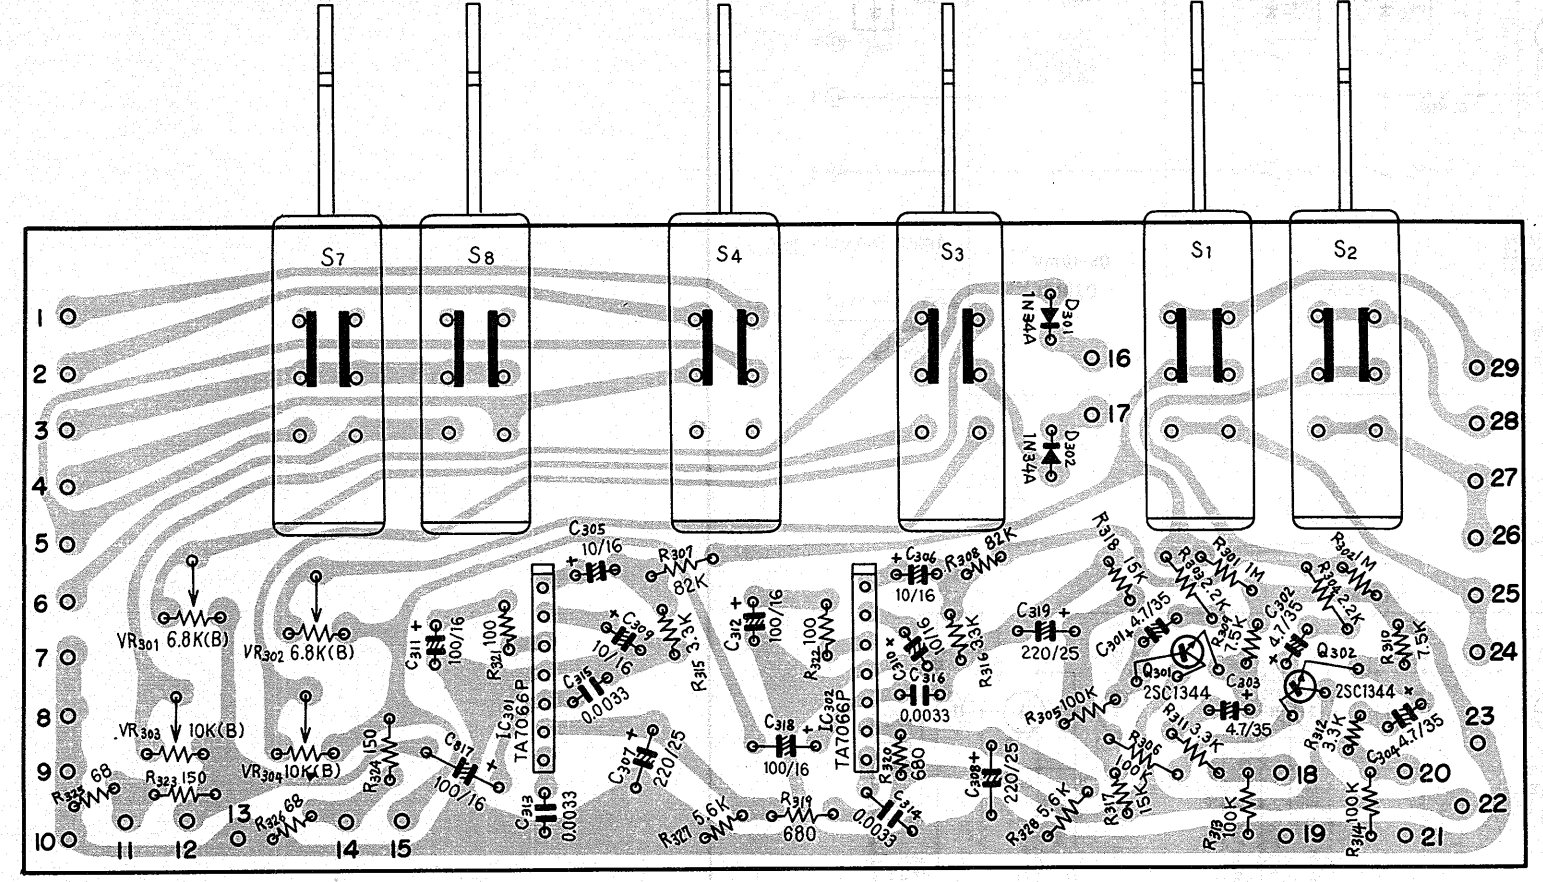 S7
S8
S4
S3
S1
S2
1
2
3
4
5
6
7
8
9
10
11
12
13
14
15
16
17
18
19
20
21
22
23
24
25
26
27
28
29
D301
1N34A
D302
1N34A
VR301 6.8K(B)
VR302 6.8K(B)
VR303 10K(B)
VR304 10K(B)
R325 68
R323 150
R326 68
R324 150
C311 +
100/16
R321 100
C317 +
100/16
IC301
TA7066P
C313
0.0033
C305
+ 10/16
R307
82K
+ C309
10/16
3.3K
R315
C315
0.0033
C307 +
220/25
R327 5.6K
C312 +
100/16
R322 100
C318 +
100/16
R319
680
IC302
TA7066P
+ C306
10/16
R308 82K
C310 +
10/16
R316 3.3K
C316
0.0033
R320
680
C314
0.0033
C308 +
220/25
C319 +
220/25
R328 5.6K
R318 15K
R303 2.2K
R301 1M
C301 + 4.7/35
R309
7.5K
Q301
2SC1344
C303
+
4.7/35
R305 100K
R306
100K
R311 3.3K
R317
15K
R313
100K
R302 1M
R304 2.2K
C302
4.7/35 +
Q302
2SC1344
R310
7.5K
R312
3.3K
C304 4.7/35
+
R314 100K